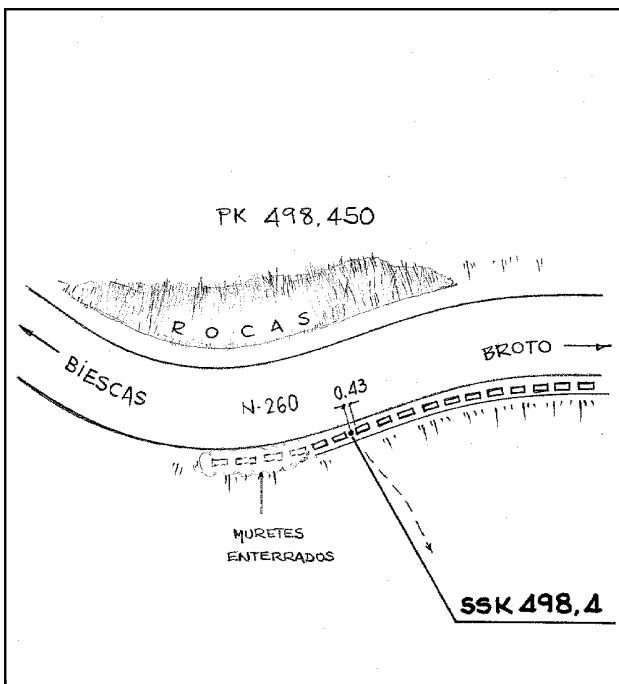 PK 498,450
ROCAS
BROTO
BiESCAS
N-260
0,43
MURETES
ENTERRADOS
SSK 498,4